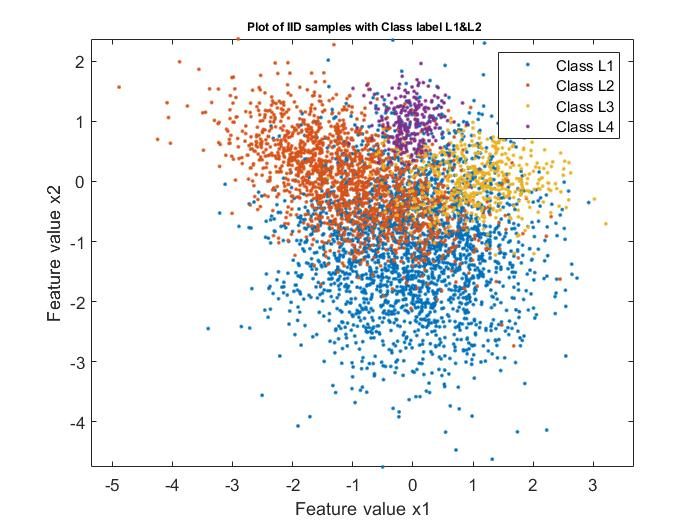 Plot of IID samples with Class label L1&L2
Class L1
Class L2
Class L3
Class L4
2
1
0
-1
-2
-3
-4
Feature value x2
-5 -4 -3 -2 -1 0 1 2 3
Feature value x1